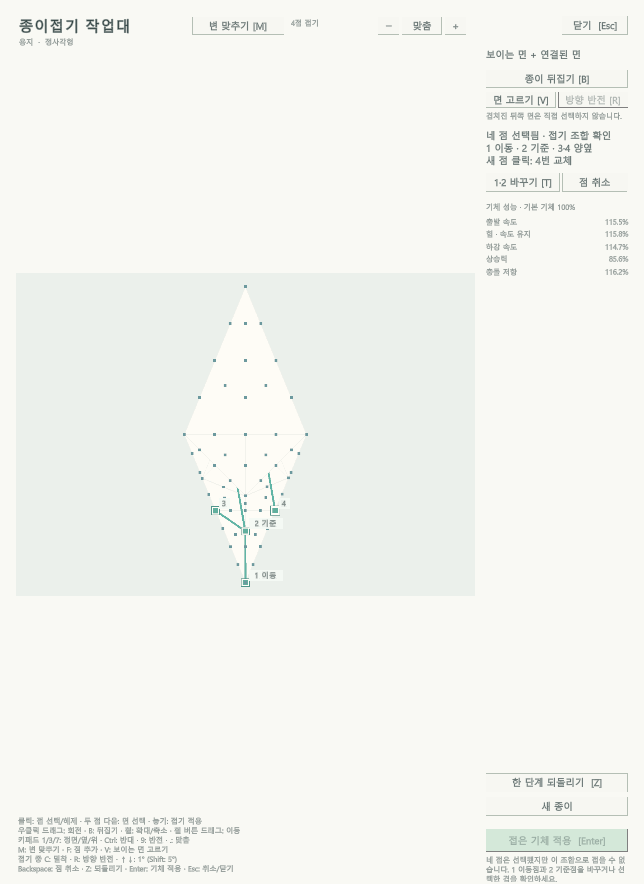 종이접기 작업대
용지 · 정사각형
변 맞추기 [M]
4점 접기
− 맞춤 +
닫기 [Esc]
보이는 면 + 연결된 면
종이 뒤집기 [B]
면 고르기 [V] 방향 반전 [R]
겹쳐진 뒤쪽 면은 직접 선택하지 않습니다.
네 점 선택됨 · 접기 조합 확인
1 이동 · 2 기준 · 3·4 양옆
새 점 클릭: 4번 교체
1·2 바꾸기 [T] 점 취소
기체 성능 · 기본 기체 100%
출발 속도 115.5%
힘 · 속도 유지 115.8%
하강 속도 114.7%
상승력 85.6%
충돌 저항 116.2%
3
4
2 기준
1 이동
한 단계 되돌리기 [Z]
새 종이
접은 기체 적용 [Enter]
네 점은 선택했지만 이 조합으로 접을 수 없
습니다. 1 이동점과 2 기준점을 바꾸거나 선
택한 점을 확인하세요.
클릭: 점 선택/해제 · 두 점 다음: 면 선택 · 놓기: 접기 적용
우클릭 드래그: 회전 · B: 뒤집기 · 휠: 확대/축소 · 휠 버튼 드래그: 이동
키패드 1/3/7: 정면/옆/위 · Ctrl: 반대 · 9: 반전 · .: 맞춤
M: 변 맞추기 · F: 점 추가 · V: 보이는 면 고르기
접기 중 C: 밀착 · R: 방향 반전 · ↑ ↓: 1° (Shift: 5°)
Backspace: 점 취소 · Z: 되돌리기 · Enter: 기체 적용 · Esc: 취소/닫기